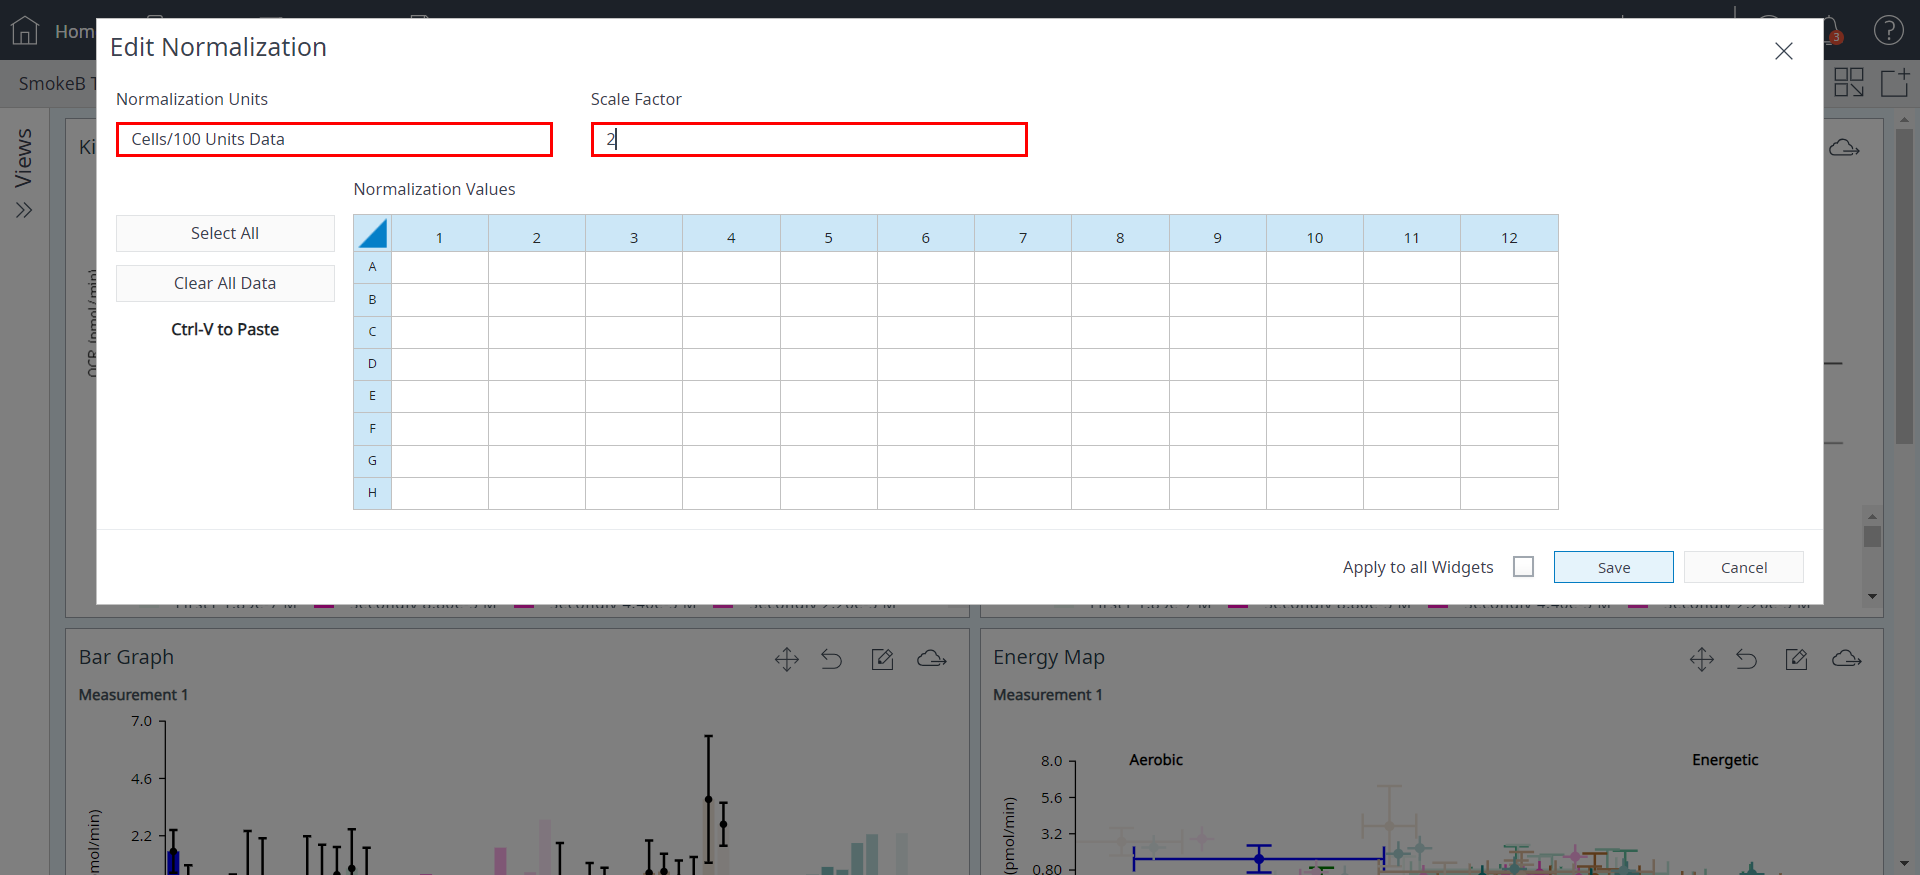 Hom
3
Edit Normalization
SmokeB T
Normalization Units
Scale Factor
Cells/100 Units Data
2
Views
Ki
Normalization Values
Select All
Clear All Data
Ctrl-V to Paste
1 2 3 4 5 6 7 8 9 10 11 12
A
B
C
D
E
F
G
H
Apply to all Widgets
Save
Cancel
Bar Graph
Measurement 1
7.0
4.6
2.2
mol/min)
Energy Map
Measurement 1
8.0
5.6
3.2
0.80
(pmol/min)
Aerobic
Energetic